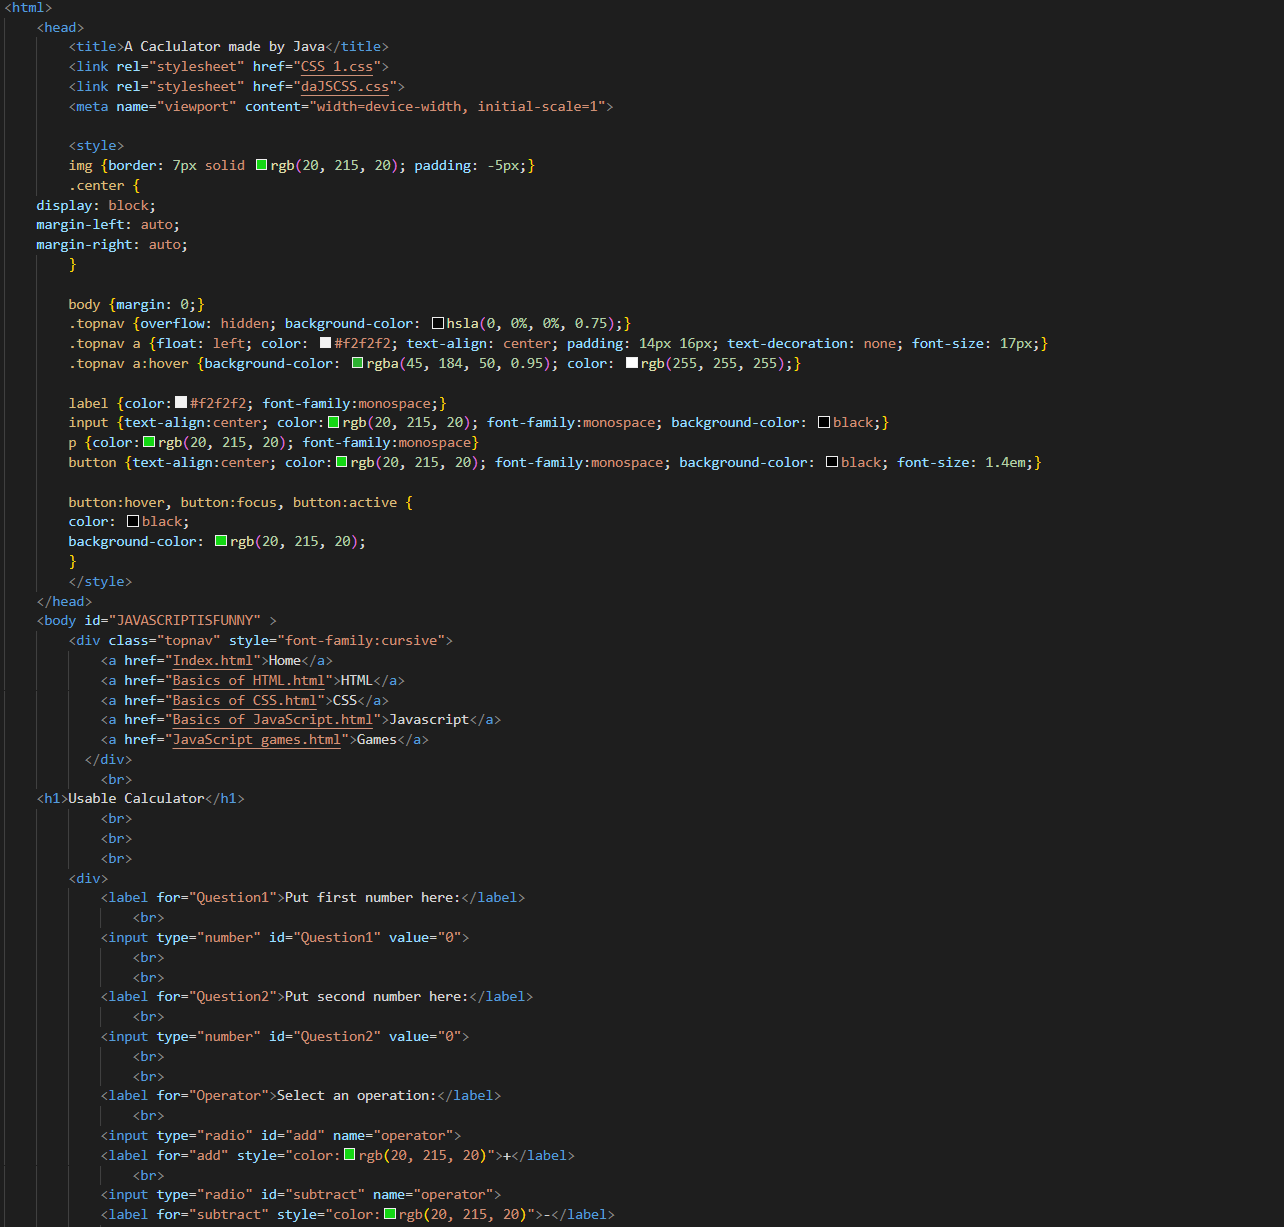 <html>
<head>
<title>A Caclulator made by Java</title>
<link rel="stylesheet" href="CSS 1.css">
<link rel="stylesheet" href="daJSCSS.css">
<meta name="viewport" content="width=device-width, initial-scale=1">
<style>
img {border: 7px solid rgb(20, 215, 20); padding: -5px;}
.center {
display: block;
margin-left: auto;
margin-right: auto;
}
body {margin: 0;}
.topnav {overflow: hidden; background-color: hsla(0, 0%, 0%, 0.75);}
.topnav a {float: left; color: #f2f2f2; text-align: center; padding: 14px 16px; text-decoration: none; font-size: 17px;}
.topnav a:hover {background-color: rgba(45, 184, 50, 0.95); color: rgb(255, 255, 255);}
label {color:#f2f2f2; font-family:monospace;}
input {text-align:center; color:rgb(20, 215, 20); font-family:monospace; background-color: black;}
p {color:rgb(20, 215, 20); font-family:monospace}
button {text-align:center; color:rgb(20, 215, 20); font-family:monospace; background-color: black; font-size: 1.4em;}
button:hover, button:focus, button:active {
color: black;
background-color: rgb(20, 215, 20);
}
</style>
</head>
<body id="JAVASCRIPTISFUNNY" >
<div class="topnav" style="font-family:cursive">
<a href="Index.html">Home</a>
<a href="Basics of HTML.html">HTML</a>
<a href="Basics of CSS.html">CSS</a>
<a href="Basics of JavaScript.html">Javascript</a>
<a href="JavaScript games.html">Games</a>
</div>
<br>
<h1>Usable Calculator</h1>
<br>
<br>
<br>
<div>
<label for="Question1">Put first number here:</label>
<br>
<input type="number" id="Question1" value="0">
<br>
<br>
<label for="Question2">Put second number here:</label>
<br>
<input type="number" id="Question2" value="0">
<br>
<br>
<label for="Operator">Select an operation:</label>
<br>
<input type="radio" id="add" name="operator">
<label for="add" style="color:rgb(20, 215, 20)">+</label>
<br>
<input type="radio" id="subtract" name="operator">
<label for="subtract" style="color:rgb(20, 215, 20)">-</label>